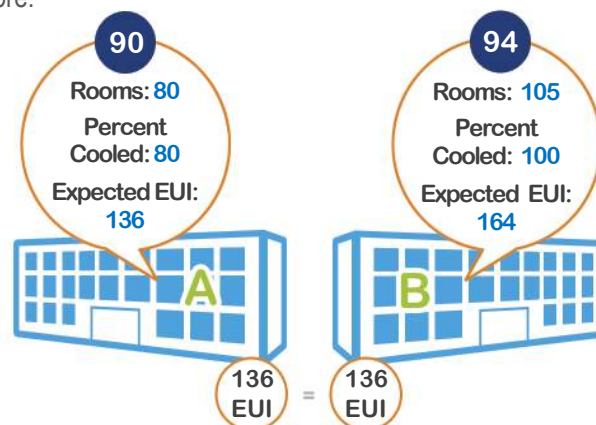 ore.
90
Rooms: 80
Percent
Cooled: 80
Expected EUI:
136
94
Rooms: 105
Percent
Cooled: 100
Expected EUI:
164
A
B
136
EUI
=
136
EUI